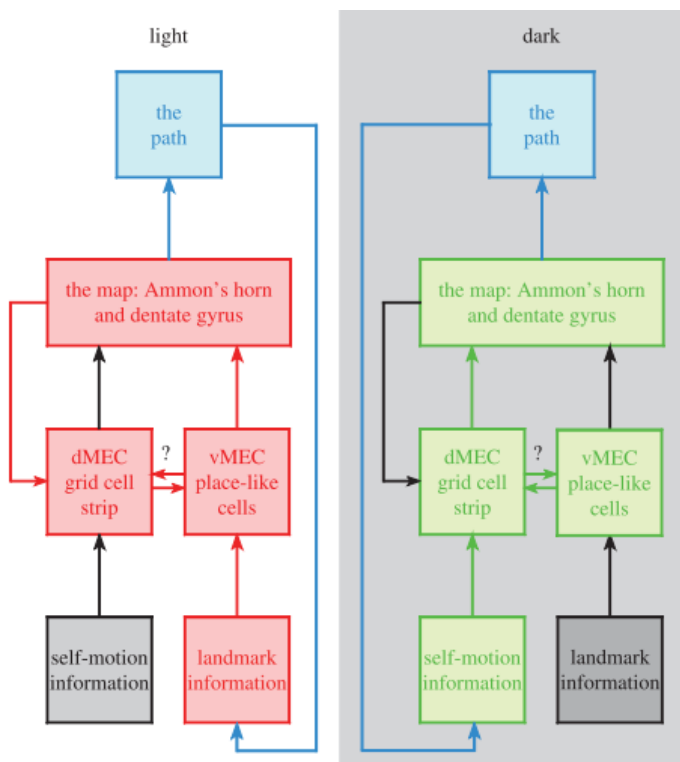 light
dark
the
path
the
path
the map: Ammon's horn
and dentate gyrus
the map: Ammon's horn
and dentate gyrus
dMEC
grid cell
strip
?
vMEC
place-like
cells
dMEC
grid cell
strip
?
vMEC
place-like
cells
self-motion
information
landmark
information
self-motion
information
landmark
information